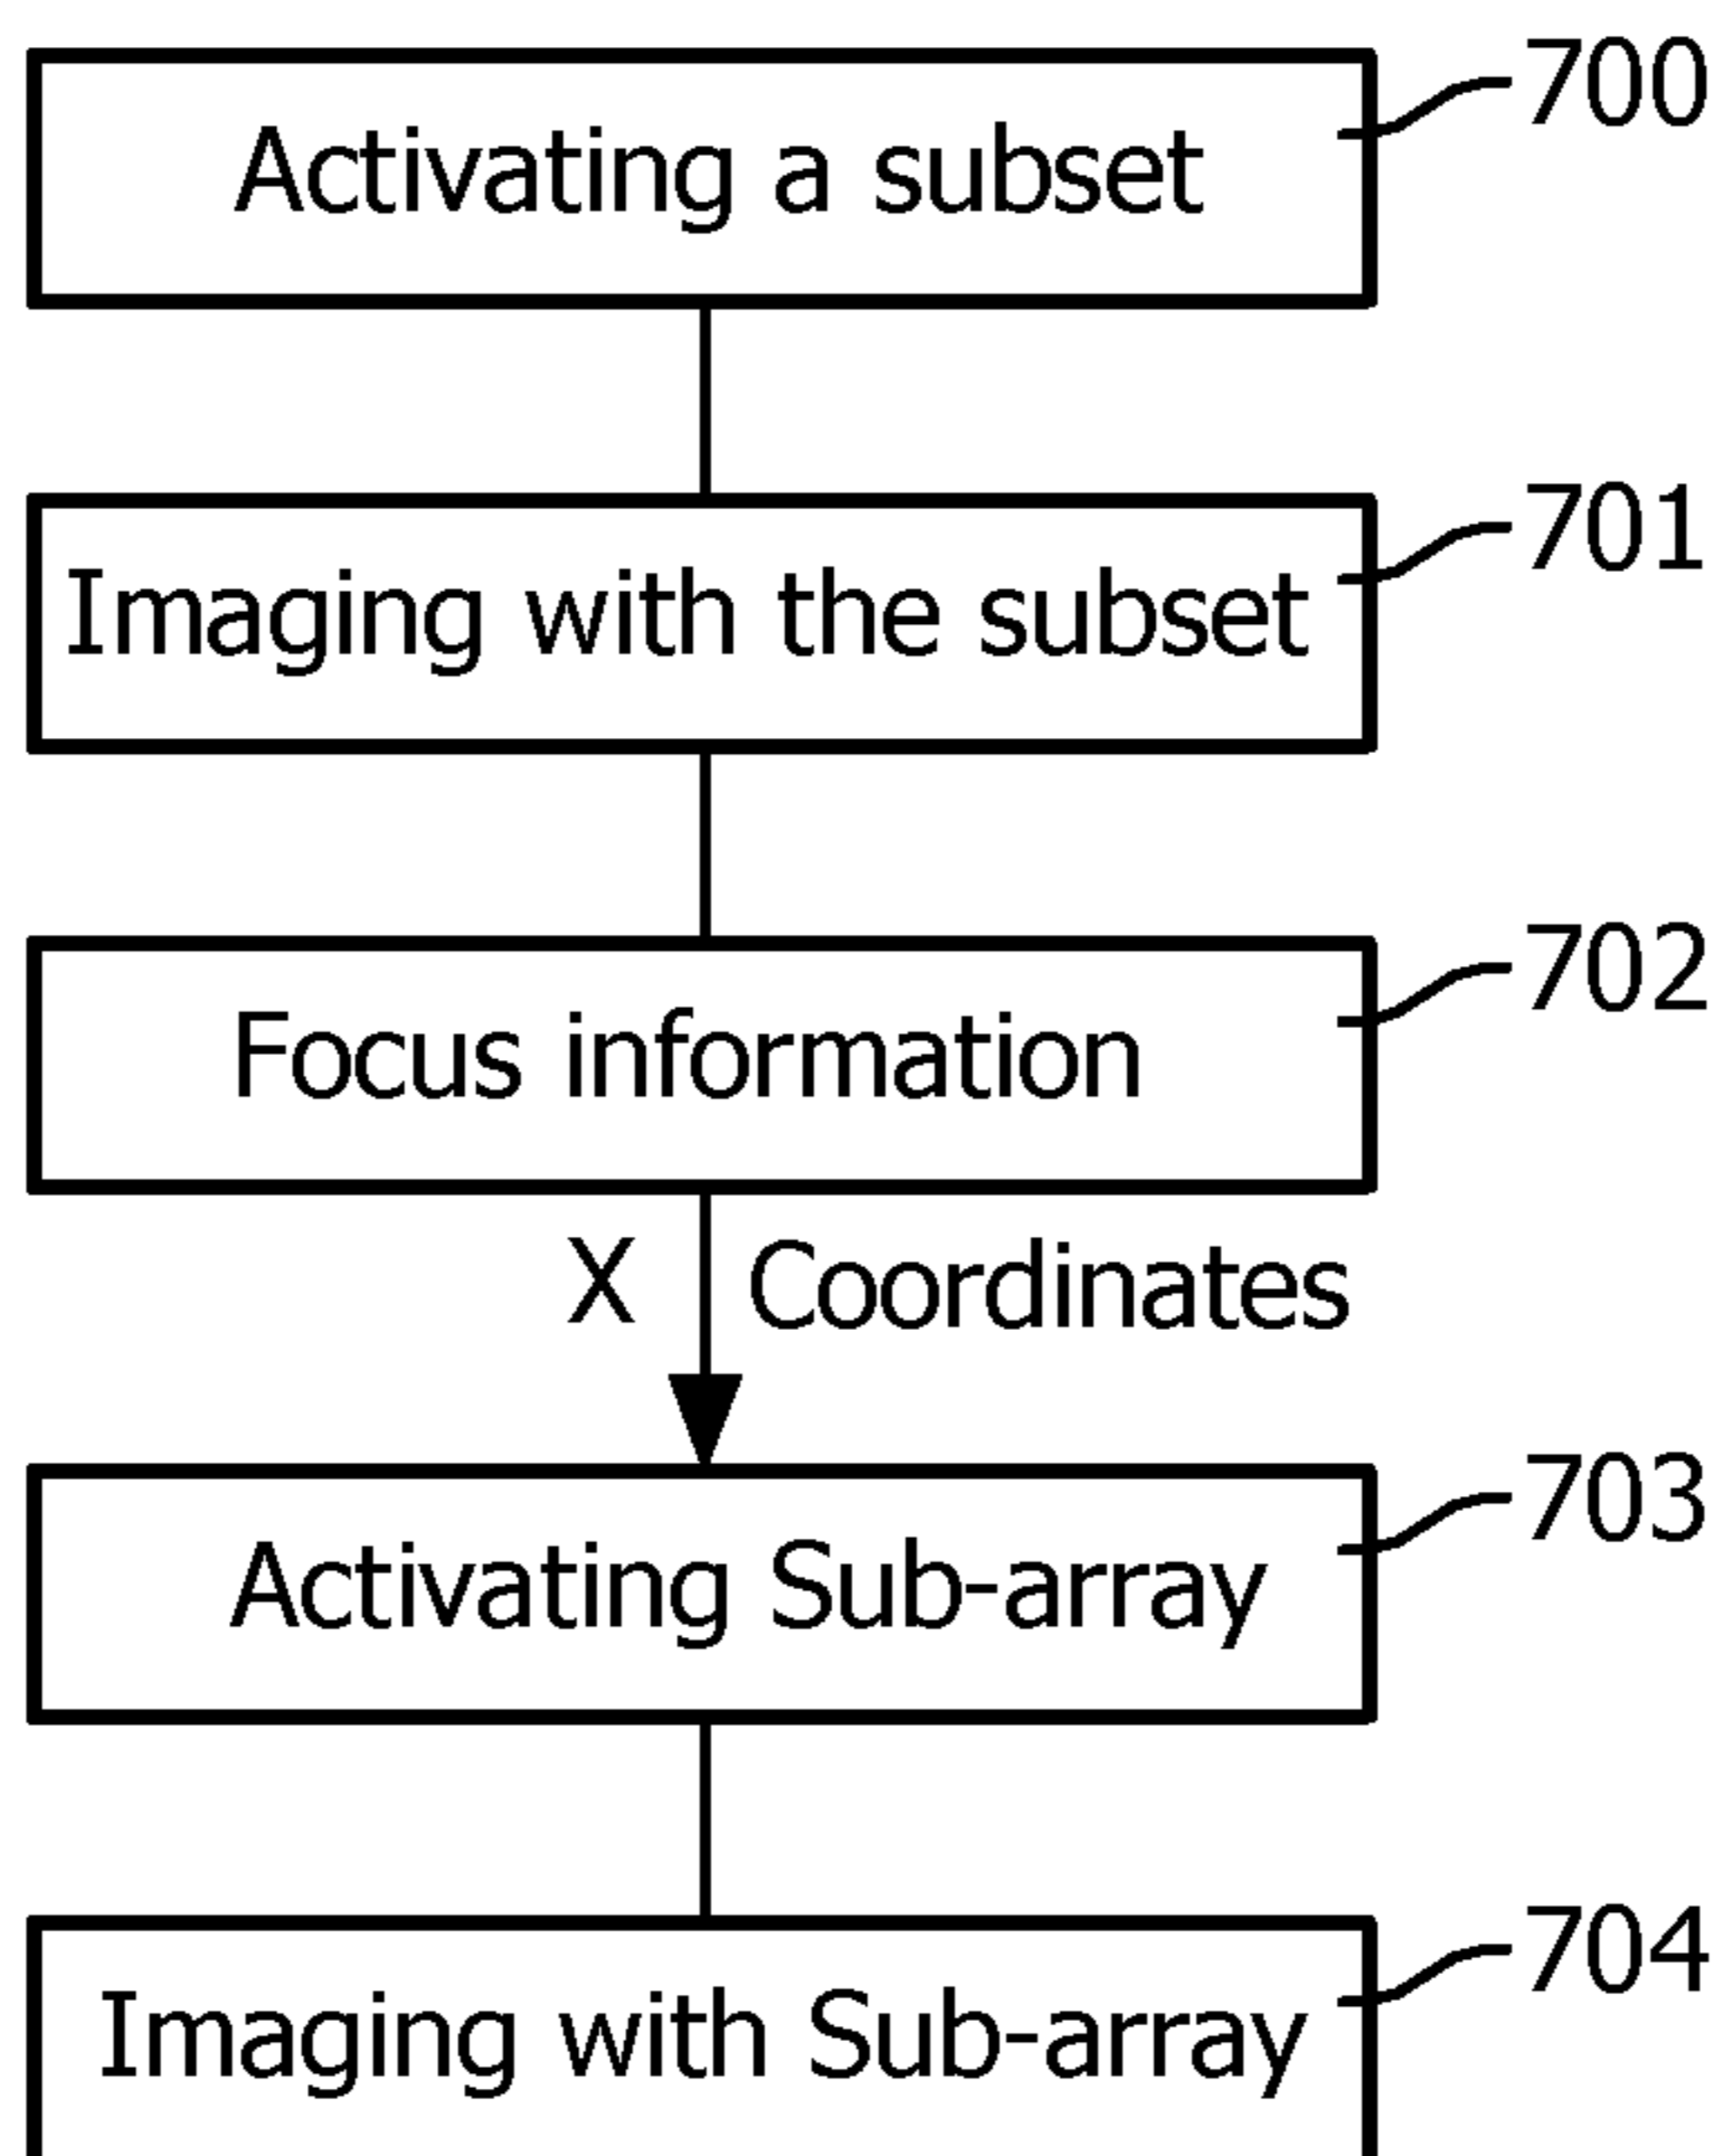 Activating a subset 700
Imaging with the subset 701
Focus information 702
X Coordinates
Activating Sub-array 703
Imaging with Sub-array 704